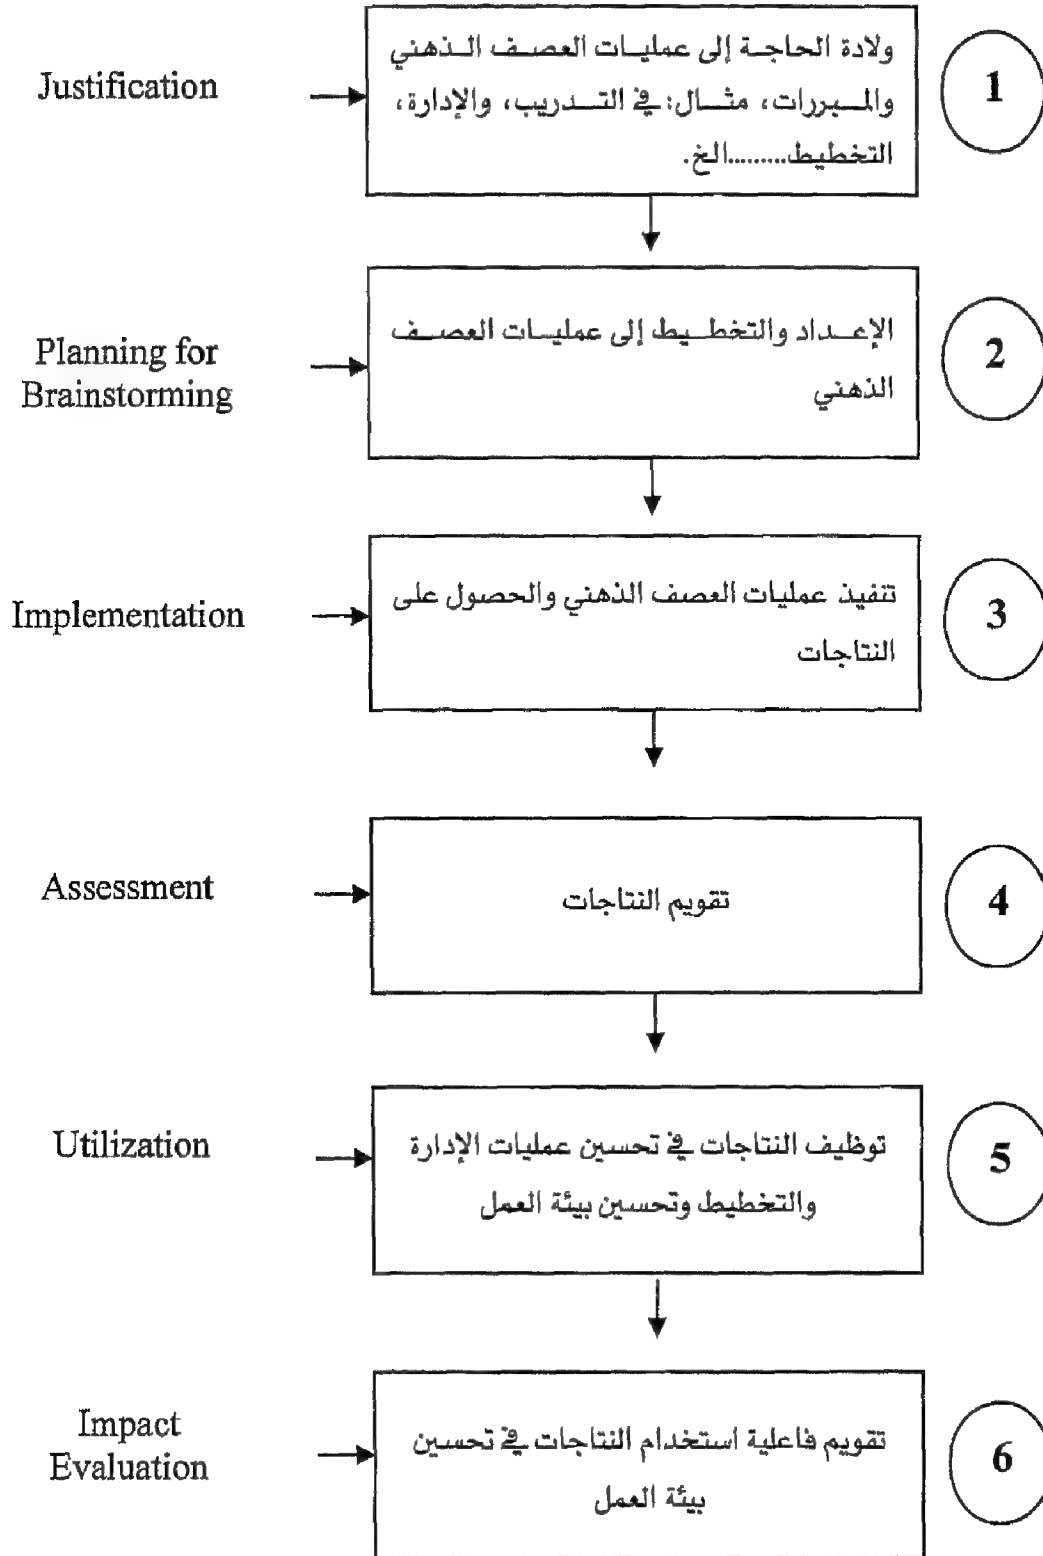 Justification
ولادة الحاجة إلى عمليات العصف الذهني
والمبررات، مثال: في التدريب، والإدارة،
التخطيط.........الخ.
1
Planning for
Brainstorming
الإعداد والتخطيط إلى عمليات العصف
الذهني
2
Implementation
تنفيذ عمليات العصف الذهني والحصول على
النتاجات
3
Assessment
تقويم النتاجات
4
Utilization
توظيف النتاجات في تحسين عمليات الإدارة
والتخطيط وتحسين بيئة العمل
5
Impact
Evaluation
تقويم فاعلية استخدام النتاجات في تحسين
بيئة العمل
6